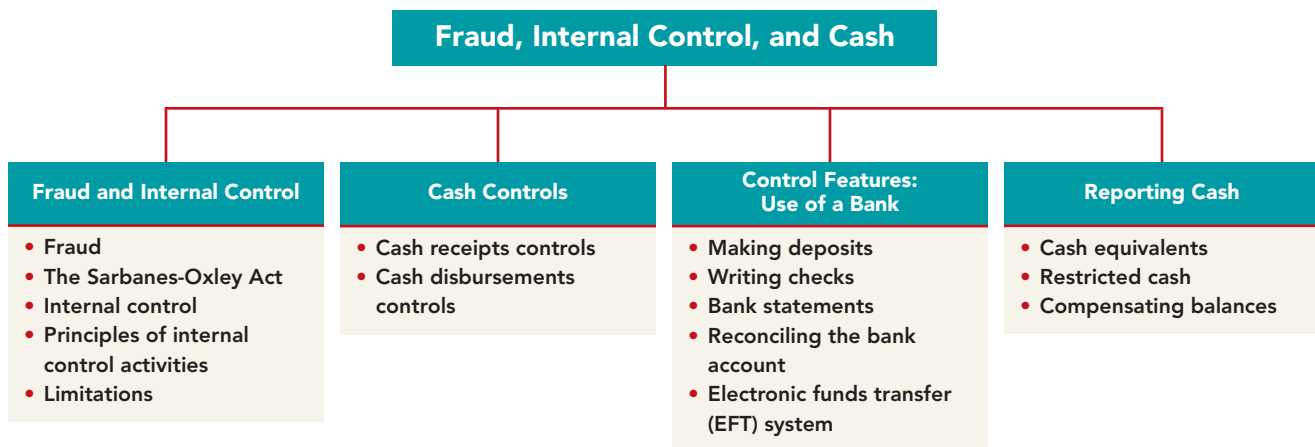 Fraud, Internal Control, and Cash
Fraud and Internal Control
• Fraud
• The Sarbanes-Oxley Act
• Internal control
• Principles of internal
control activities
• Limitations
Cash Controls
• Cash receipts controls
• Cash disbursements
controls
Control Features:
Use of a Bank
• Making deposits
• Writing checks
• Bank statements
• Reconciling the bank
account
• Electronic funds transfer
(EFT) system
Reporting Cash
• Cash equivalents
• Restricted cash
• Compensating balances